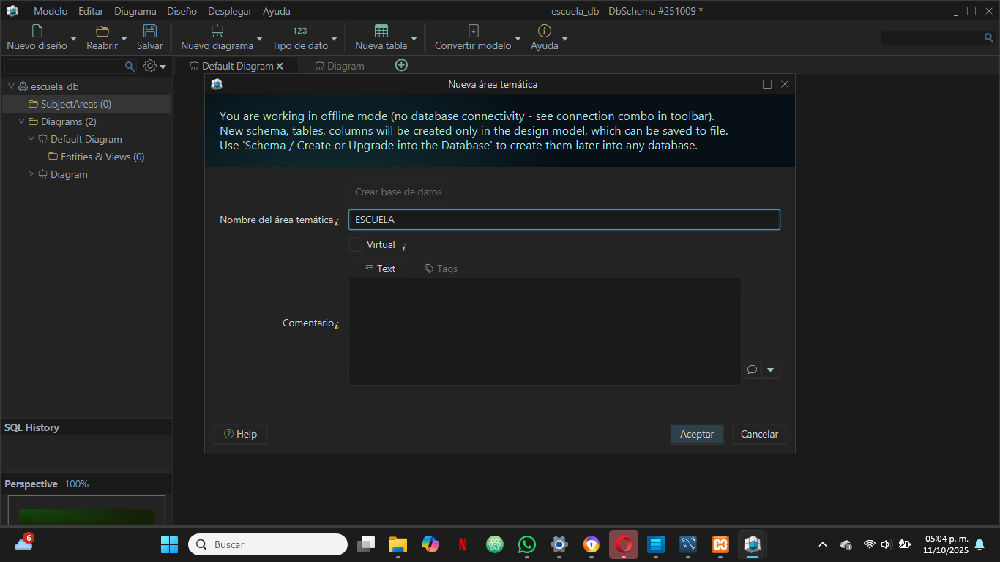 Modelo Editar Diagrama Diseño Desplegar Ayuda
escuela_db - DbSchema #251009 *
Nuevo diseño Reabrir Salvar Nuevo diagrama 123 Tipo de dato Nueva tabla Convertir modelo Ayuda
Default Diagram Diagram
escuela_db
SubjectAreas (0)
Diagrams (2)
Default Diagram
Entities & Views (0)
Diagram
SQL History
Perspective 100%
Nueva área temática
You are working in offline mode (no database connectivity - see connection combo in toolbar).
New schema, tables, columns will be created only in the design model, which can be saved to file.
Use 'Schema / Create or Upgrade into the Database' to create them later into any database.
Crear base de datos
Nombre del área temática ESCUELA
Virtual
Text Tags
Comentario
Help Aceptar Cancelar
6
Buscar
05:04 p. m.
11/10/2025